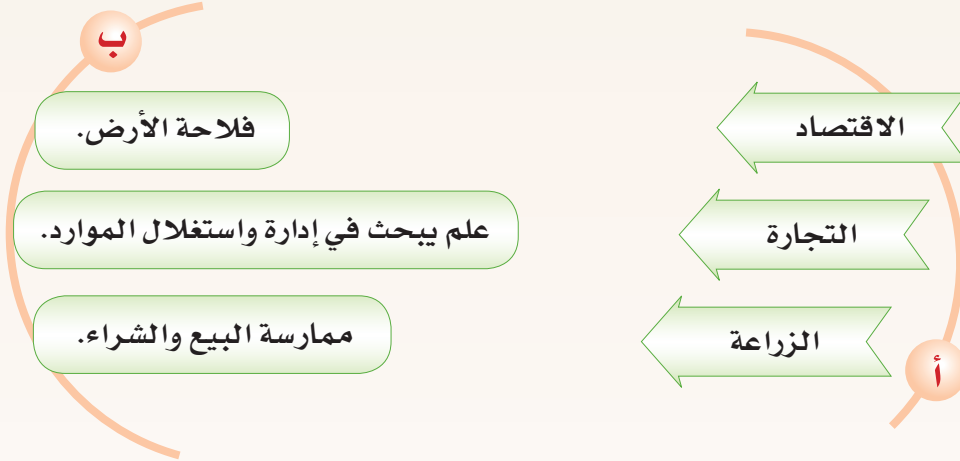 أ
الاقتصاد
التجارة
الزراعة
ب
فلاحة الأرض.
علم يبحث في إدارة واستغلال الموارد.
ممارسة البيع والشراء.